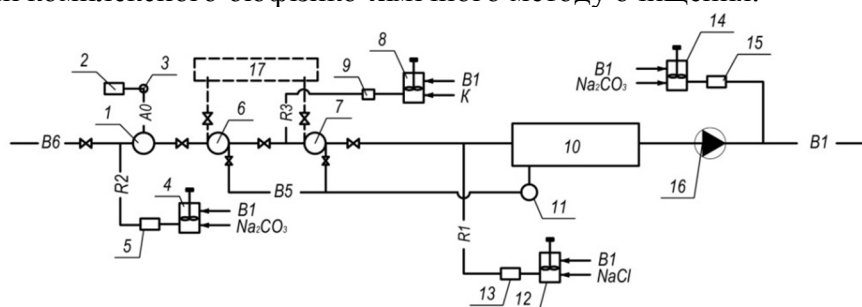 комплексного біофізико-хімічного методу очищення.
8
14
2
3
17
9
15
B1
B1
K
Na₂CO₃
A0
R3
1
6
7
B6
10
B1
R2
4
B5
16
B1
11
Na₂CO₃
R1
5
B1
NaCl
13
12